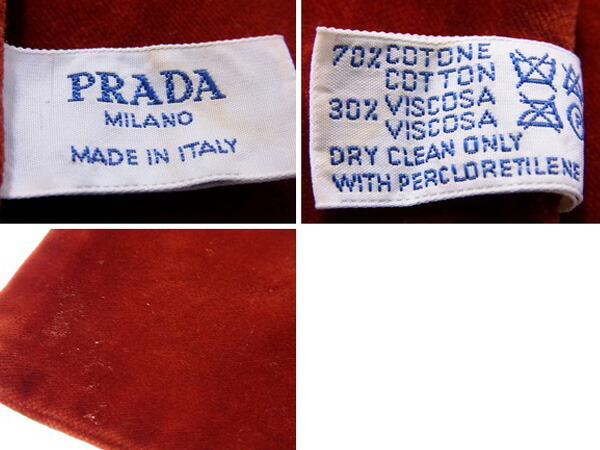 PRADA
MILANO
MADE IN ITALY
70% COTONE
COTTON
30% VISCOSA
VISCOSA
DRY CLEAN ONLY
WITH PERCLORETILENE